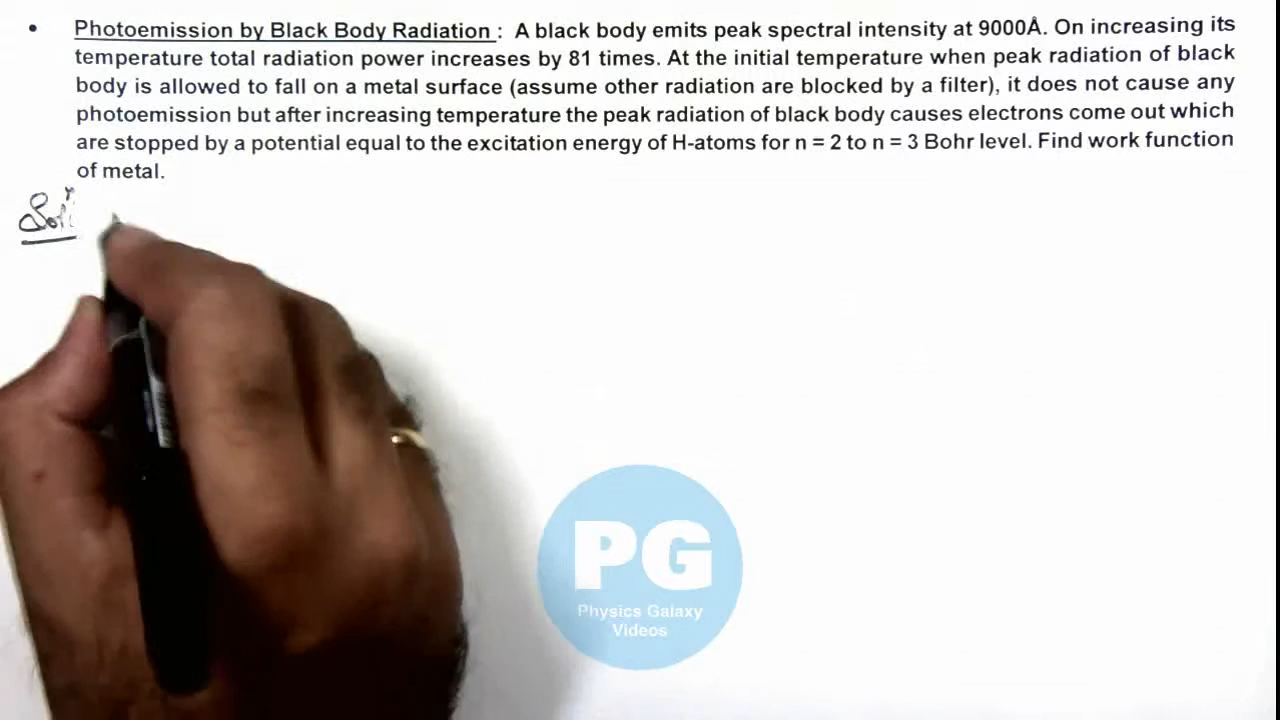 • Photoemission by Black Body Radiation : A black body emits peak spectral intensity at 9000Å. On increasing its
temperature total radiation power increases by 81 times. At the initial temperature when peak radiation of black
body is allowed to fall on a metal surface (assume other radiation are blocked by a filter), it does not cause any
photoemission but after increasing temperature the peak radiation of black body causes electrons come out which
are stopped by a potential equal to the excitation energy of H-atoms for n = 2 to n = 3 Bohr level. Find work function
of metal.
PG
Physics Galaxy
Videos